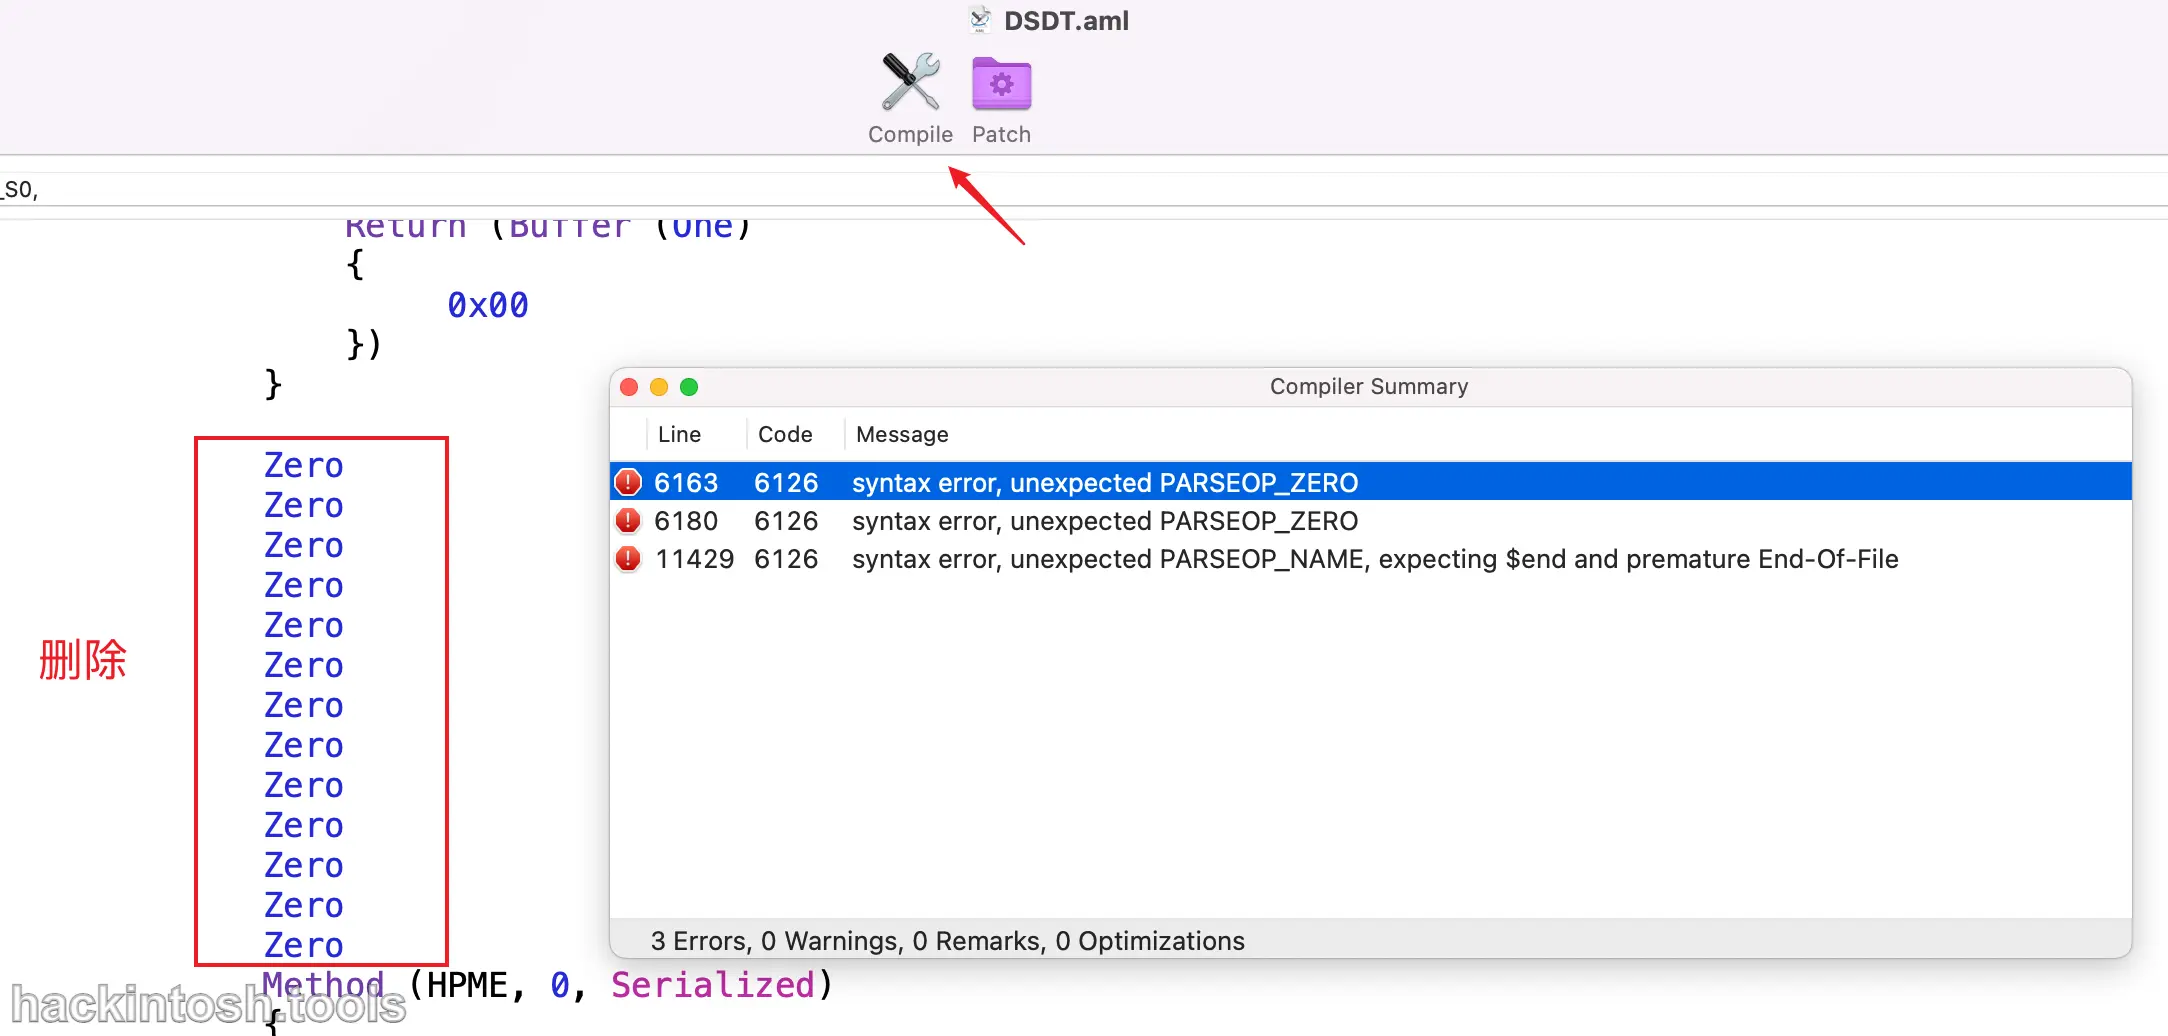 DSDT.aml
Compile Patch
_S0,
Return (Buffer (One)
{
0x00
})
}
Zero
Zero
Zero
Zero
Zero
Zero
Zero
Zero
Zero
Zero
Zero
Zero
Zero
删除
Method (HPME, 0, Serialized)
{
Compiler Summary
Line Code Message
6163 6126 syntax error, unexpected PARSEOP_ZERO
6180 6126 syntax error, unexpected PARSEOP_ZERO
11429 6126 syntax error, unexpected PARSEOP_NAME, expecting $end and premature End-Of-File
3 Errors, 0 Warnings, 0 Remarks, 0 Optimizations
hackintosh.tools